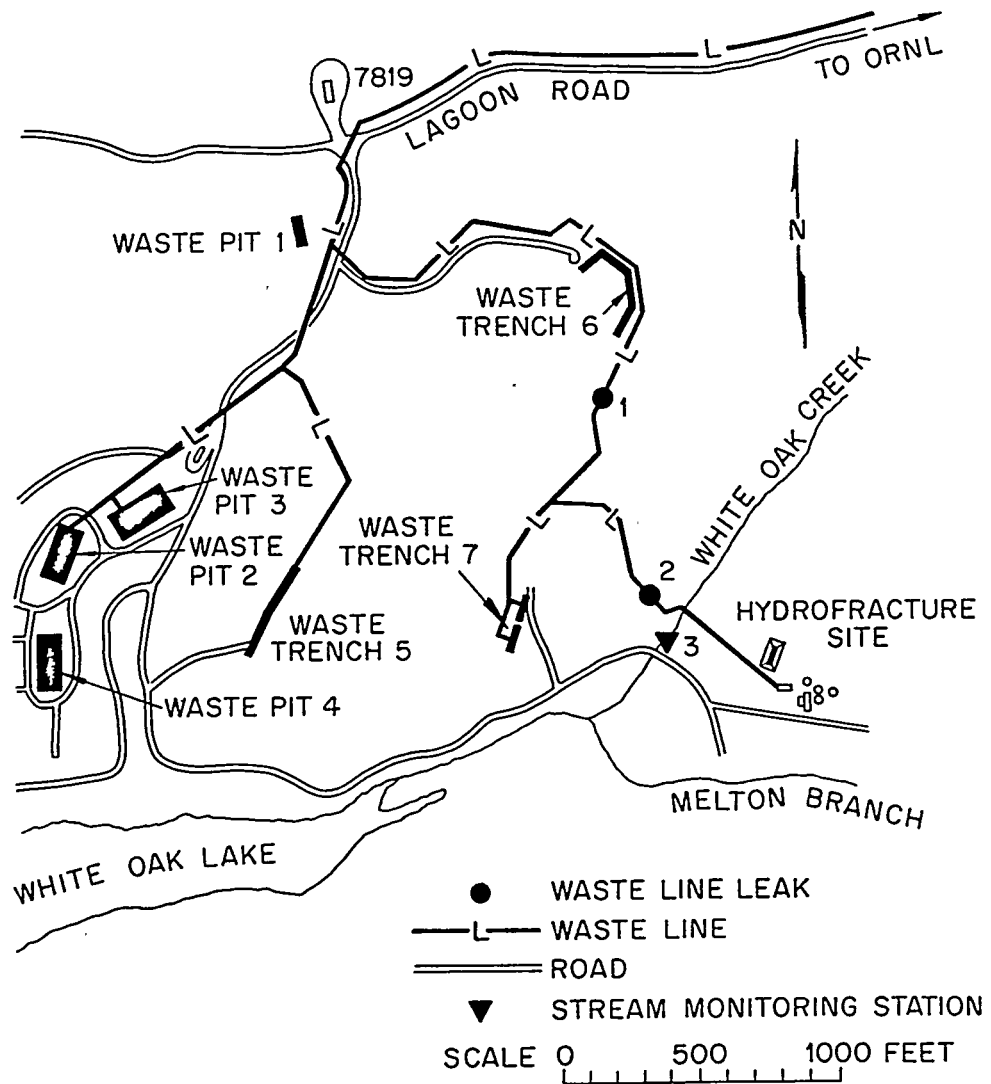 7819
L
L
TO ORNL
LAGOON ROAD
WASTE PIT 1
L
L
L
N
WASTE
TRENCH 6
L
1
WHITE OAK CREEK
L
L
WASTE
PIT 3
WASTE
PIT 2
WASTE
TRENCH 7
L
L
2
HYDROFRACTURE
SITE
3
WASTE
TRENCH 5
WASTE PIT 4
MELTON BRANCH
WHITE OAK LAKE
WASTE LINE LEAK
L WASTE LINE
ROAD
STREAM MONITORING STATION
SCALE 0 500 1000 FEET